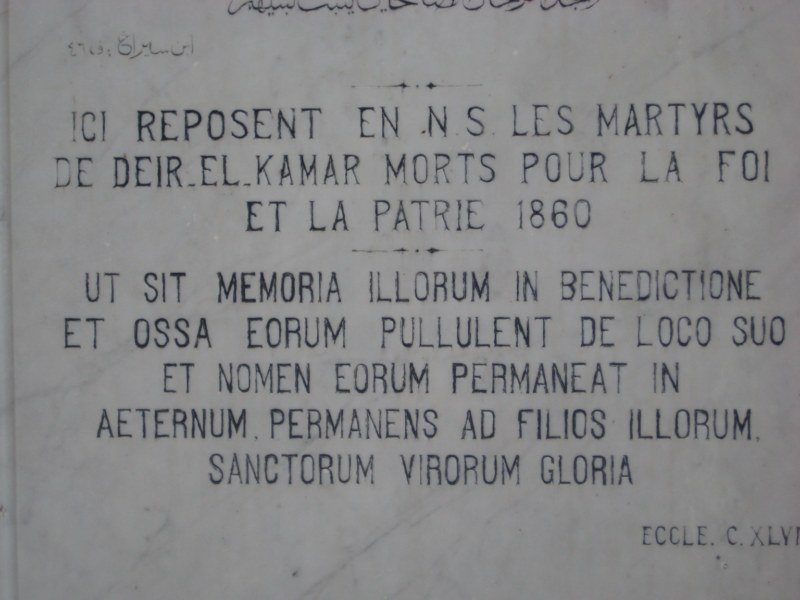 ابن سيراخ
ICI REPOSENT EN N.S. LES MARTYRS
DE DEIR-EL-KAMAR MORTS POUR LA FOI
ET LA PATRIE 1860
UT SIT MEMORIA ILLORUM IN BENEDICTIONE
ET OSSA EORUM PULLULENT DE LOCO SUO
ET NOMEN EORUM PERMANEAT IN
AETERNUM, PERMANENS AD FILIOS ILLORUM,
SANCTORUM VIRORUM GLORIA
ECCLE. C. XLVI